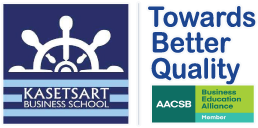 KASETSART
BUSINESS SCHOOL
Towards
Better
Quality
AACSB
Business
Education
Alliance
Member